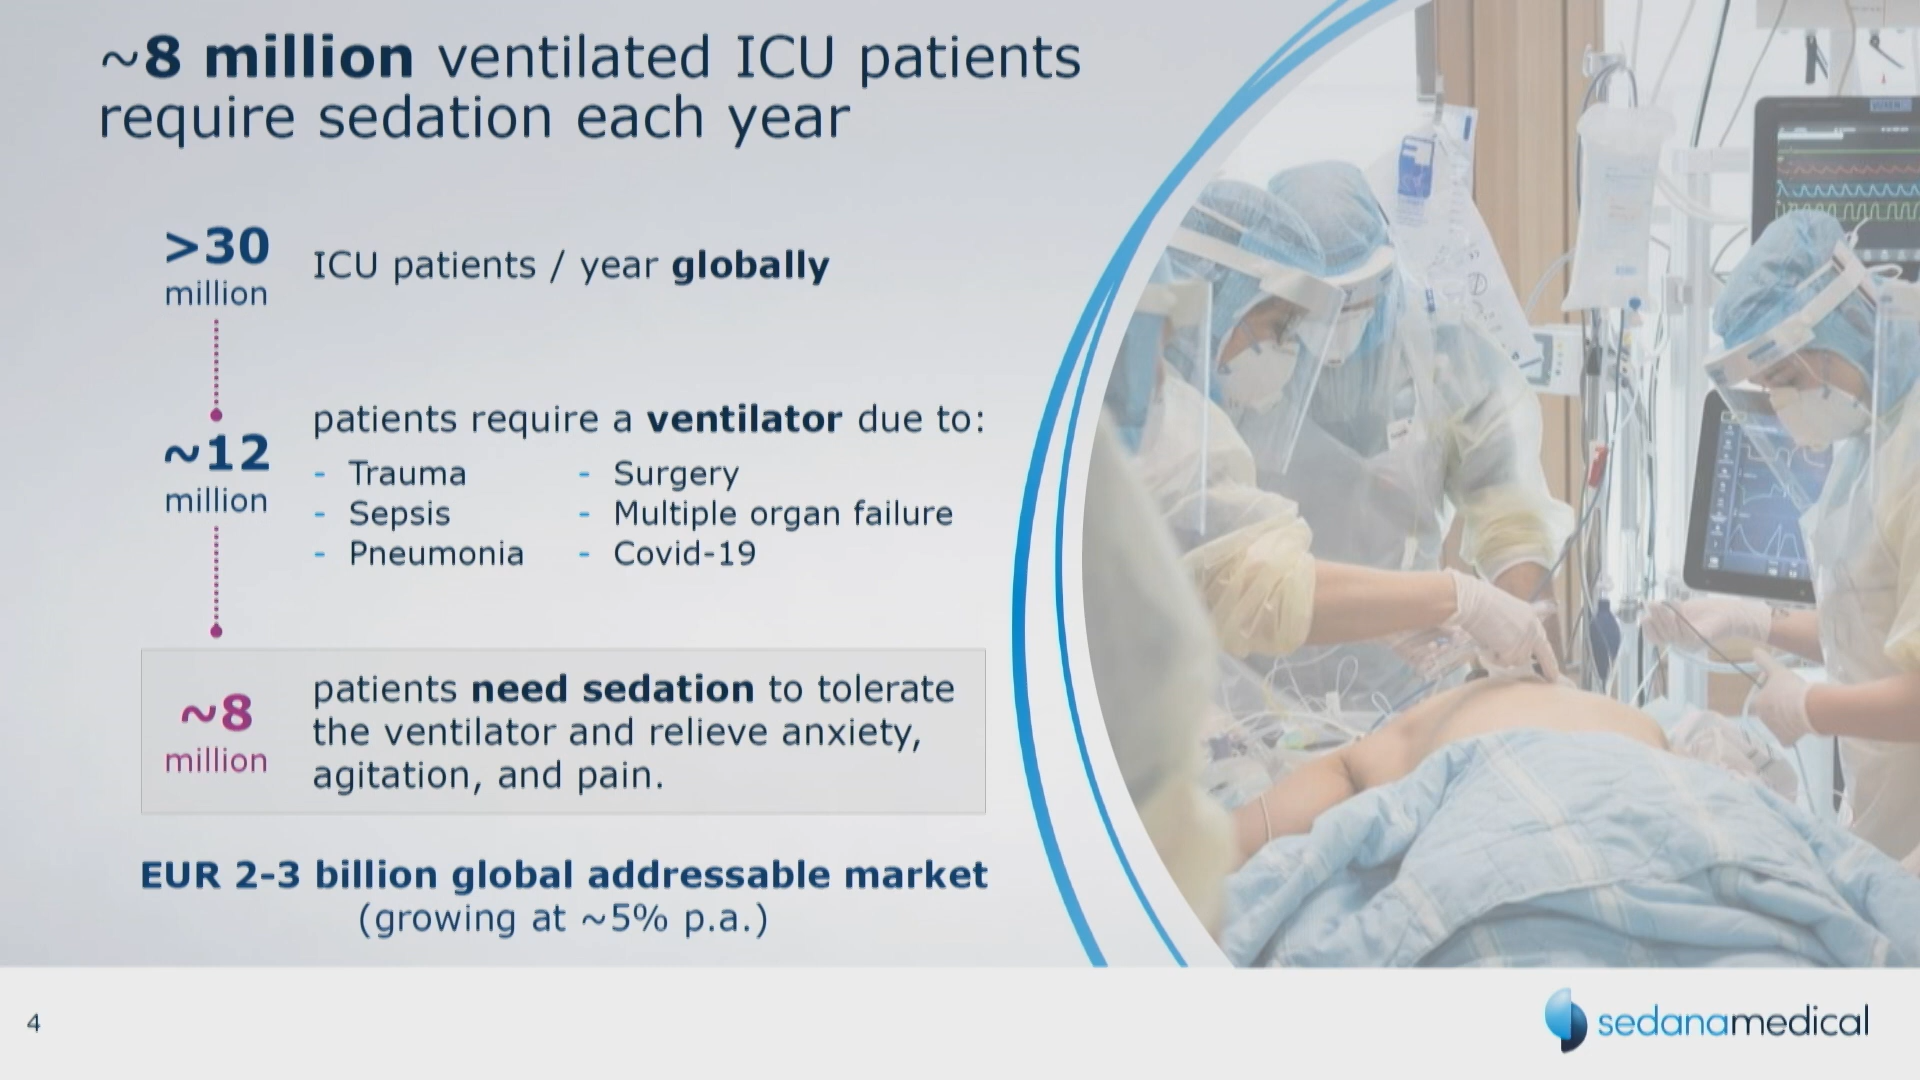 ~8 million ventilated ICU patients
require sedation each year
>30
million
ICU patients / year globally
~12
million
patients require a ventilator due to:
- Trauma
- Sepsis
- Pneumonia
- Surgery
- Multiple organ failure
- Covid-19
~8
million
patients need sedation to tolerate
the ventilator and relieve anxiety,
agitation, and pain.
EUR 2-3 billion global addressable market
(growing at ~5% p.a.)
4
sedanamedical